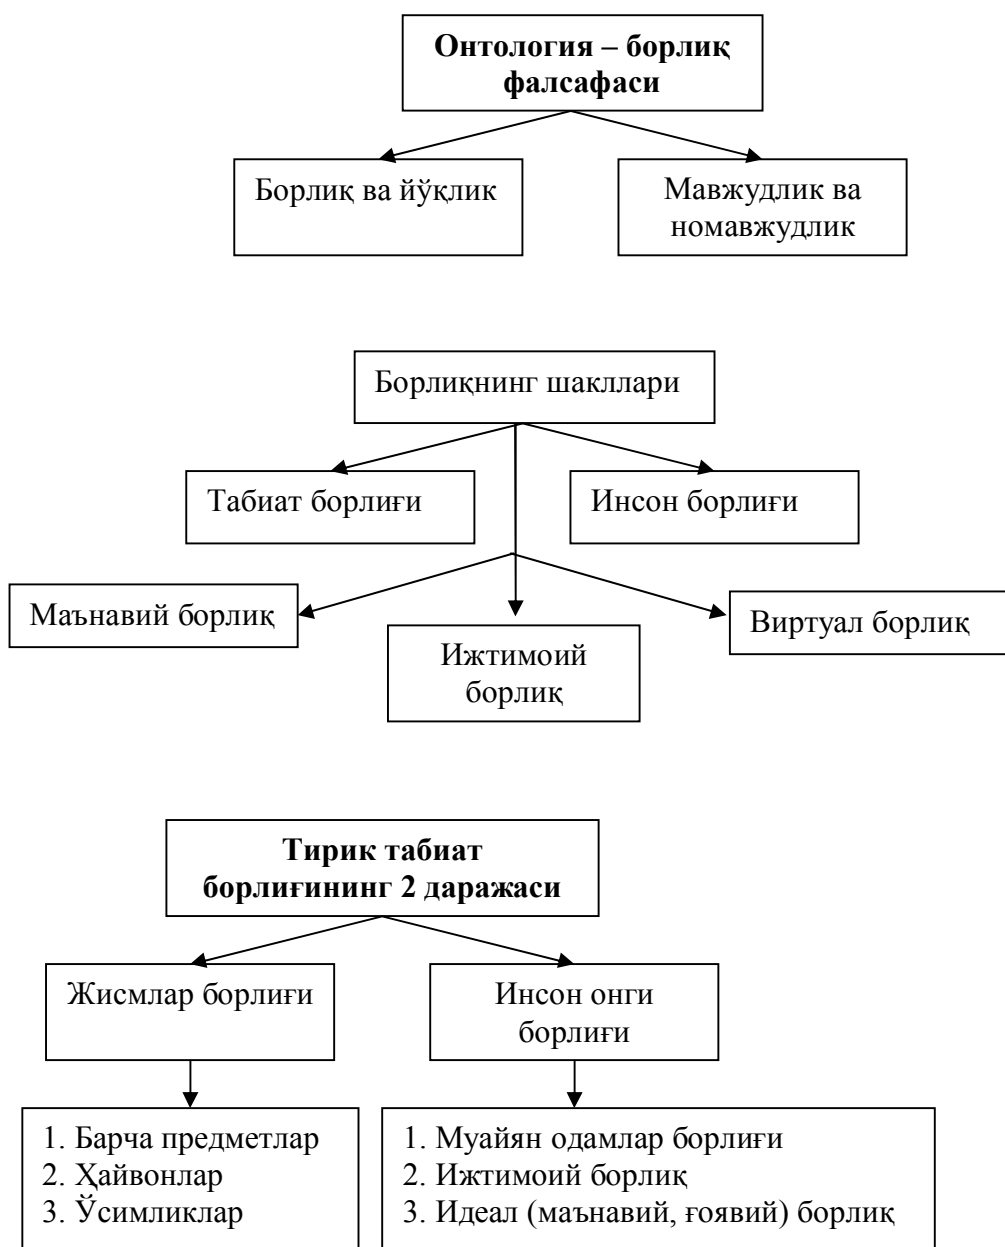 Онтология – борлиқ
фалсафаси
Борлиқ ва йўқлик
Мавжудлик ва
номавжудлик
Борлиқнинг шакллари
Табиат борлиғи
Инсон борлиғи
Маънавий борлиқ
Ижтимоий
борлиқ
Виртуал борлиқ
Тирик табиат
борлиғининг 2 даражаси
Жисмлар борлиғи
Инсон онги
борлиғи
1. Барча предметлар
2. Ҳайвонлар
3. Ўсимликлар
1. Муайян одамлар борлиғи
2. Ижтимоий борлиқ
3. Идеал (маънавий, ғоявий) борлиқ